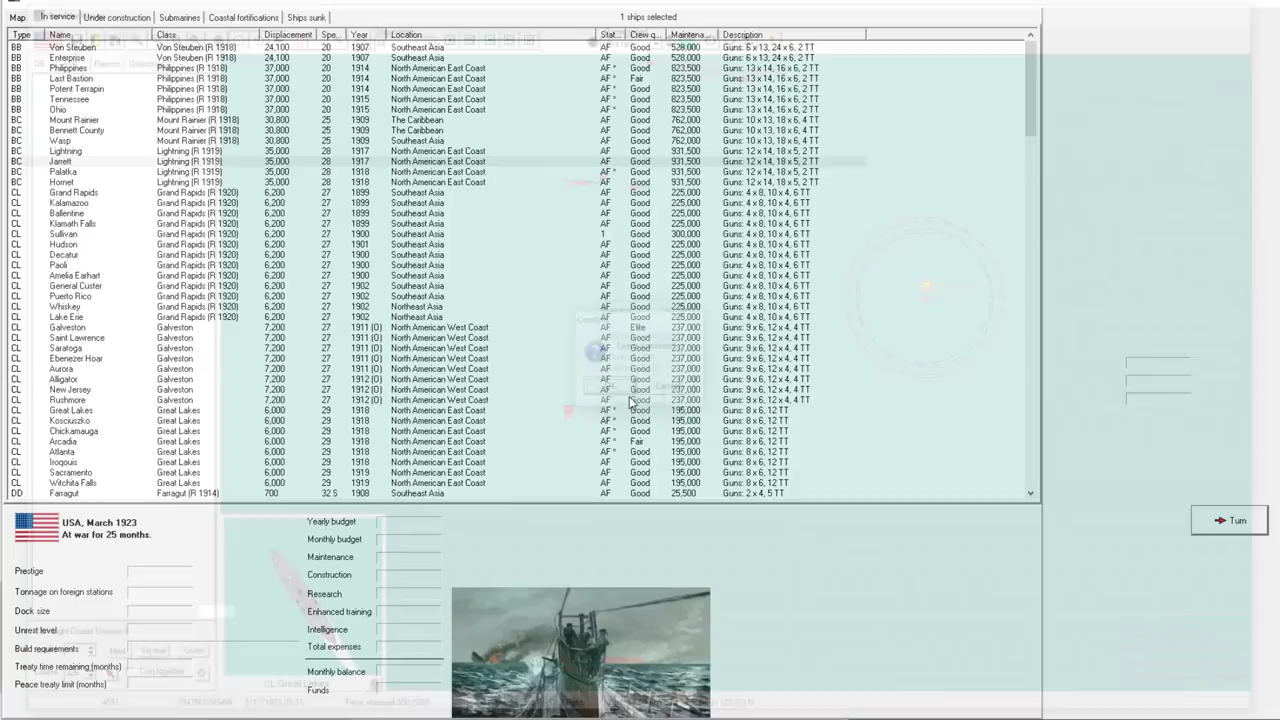 Map In service Under construction Submarines Coastal fortifications Ships sunk 1 ships selected
Type Name Class Displacement Spe... Year Location Stat... Crew q... Maintena... Description
BB Von Steuben Von Steuben (R 1918) 24,100 20 1907 Southeast Asia AF Good 528,000 Guns: 6 x 13, 24 x 6, 2 TT
BB Enterprise Von Steuben (R 1918) 24,100 20 1907 Southeast Asia AF Good 528,000 Guns: 6 x 13, 24 x 6, 2 TT
BB Philippines Philippines (R 1918) 37,000 20 1914 North American East Coast AF * Good 823,500 Guns: 13 x 14, 16 x 6, 2 TT
BB Last Bastion Philippines (R 1918) 37,000 20 1914 North American East Coast AF * Fair 823,500 Guns: 13 x 14, 16 x 6, 2 TT
BB Potent Terrapin Philippines (R 1918) 37,000 20 1914 North American East Coast AF * Good 823,500 Guns: 13 x 14, 16 x 6, 2 TT
BB Tennessee Philippines (R 1918) 37,000 20 1915 North American East Coast AF * Good 823,500 Guns: 13 x 14, 16 x 6, 2 TT
BB Ohio Philippines (R 1918) 37,000 20 1915 North American East Coast AF * Good 823,500 Guns: 13 x 14, 16 x 6, 2 TT
BC Mount Rainier Mount Rainier (R 1918) 30,800 25 1909 The Caribbean AF Good 762,000 Guns: 10 x 13, 18 x 6, 4 TT
BC Bennett County Mount Rainier (R 1918) 30,800 25 1909 The Caribbean AF Good 762,000 Guns: 10 x 13, 18 x 6, 4 TT
BC Wasp Mount Rainier (R 1918) 30,800 25 1909 Southeast Asia AF Good 762,000 Guns: 10 x 13, 18 x 6, 4 TT
BC Lightning Lightning (R 1919) 35,000 28 1917 North American East Coast AF Good 931,500 Guns: 12 x 14, 18 x 5, 2 TT
BC Jarrett Lightning (R 1919) 35,000 28 1917 North American East Coast AF Good 931,500 Guns: 12 x 14, 18 x 5, 2 TT
BC Palatka Lightning (R 1919) 35,000 28 1918 North American East Coast AF * Good 931,500 Guns: 12 x 14, 18 x 5, 2 TT
BC Hornet Lightning (R 1919) 35,000 28 1918 North American East Coast AF Good 931,500 Guns: 12 x 14, 18 x 5, 2 TT
CL Grand Rapids Grand Rapids (R 1920) 6,200 27 1899 Southeast Asia AF Good 225,000 Guns: 4 x 8, 10 x 4, 6 TT
CL Kalamazoo Grand Rapids (R 1920) 6,200 27 1899 Southeast Asia AF Good 225,000 Guns: 4 x 8, 10 x 4, 6 TT
CL Ballentine Grand Rapids (R 1920) 6,200 27 1899 Southeast Asia AF Good 225,000 Guns: 4 x 8, 10 x 4, 6 TT
CL Klamath Falls Grand Rapids (R 1920) 6,200 27 1899 Southeast Asia AF Good 225,000 Guns: 4 x 8, 10 x 4, 6 TT
CL Sullivan Grand Rapids (R 1920) 6,200 27 1900 Southeast Asia 1 Good 300,000 Guns: 4 x 8, 10 x 4, 6 TT
CL Hudson Grand Rapids (R 1920) 6,200 27 1901 Southeast Asia AF Good 225,000 Guns: 4 x 8, 10 x 4, 6 TT
CL Decatur Grand Rapids (R 1920) 6,200 27 1900 Southeast Asia AF Good 225,000 Guns: 4 x 8, 10 x 4, 6 TT
CL Paoli Grand Rapids (R 1920) 6,200 27 1900 Southeast Asia AF Good 225,000 Guns: 4 x 8, 10 x 4, 6 TT
CL Amelia Earhart Grand Rapids (R 1920) 6,200 27 1900 Southeast Asia AF Good 225,000 Guns: 4 x 8, 10 x 4, 6 TT
CL General Custer Grand Rapids (R 1920) 6,200 27 1902 Southeast Asia AF Good 225,000 Guns: 4 x 8, 10 x 4, 6 TT
CL Puerto Rico Grand Rapids (R 1920) 6,200 27 1902 Southeast Asia AF Good 225,000 Guns: 4 x 8, 10 x 4, 6 TT
CL Whiskey Grand Rapids (R 1920) 6,200 27 1902 Northeast Asia AF Good 225,000 Guns: 4 x 8, 10 x 4, 6 TT
CL Lake Erie Grand Rapids (R 1920) 6,200 27 1902 Northeast Asia AF Good 225,000 Guns: 4 x 8, 10 x 4, 6 TT
CL Galveston Galveston 7,200 27 1911 (O) North American West Coast AF Elite 237,000 Guns: 9 x 6, 12 x 4, 4 TT
CL Saint Lawrence Galveston 7,200 27 1911 (O) North American West Coast AF Good 237,000 Guns: 9 x 6, 12 x 4, 4 TT
CL Saratoga Galveston 7,200 27 1911 (O) North American West Coast AF Good 237,000 Guns: 9 x 6, 12 x 4, 4 TT
CL Ebenezer Hoar Galveston 7,200 27 1911 (O) North American West Coast AF Good 237,000 Guns: 9 x 6, 12 x 4, 4 TT
CL Aurora Galveston 7,200 27 1911 (O) North American West Coast AF Good 237,000 Guns: 9 x 6, 12 x 4, 4 TT
CL Alligator Galveston 7,200 27 1912 (O) North American West Coast AF Good 237,000 Guns: 9 x 6, 12 x 4, 4 TT
CL New Jersey Galveston 7,200 27 1912 (O) North American West Coast AF Good 237,000 Guns: 9 x 6, 12 x 4, 4 TT
CL Rushmore Galveston 7,200 27 1912 (O) North American West Coast AF Good 237,000 Guns: 9 x 6, 12 x 4, 4 TT
CL Great Lakes Great Lakes 6,000 29 1918 North American East Coast AF * Good 195,000 Guns: 8 x 6, 12 TT
CL Kosciuszko Great Lakes 6,000 29 1918 North American East Coast AF * Good 195,000 Guns: 8 x 6, 12 TT
CL Chickamauga Great Lakes 6,000 29 1918 North American East Coast AF * Good 195,000 Guns: 8 x 6, 12 TT
CL Arcadia Great Lakes 6,000 29 1918 North American East Coast AF * Fair 195,000 Guns: 8 x 6, 12 TT
CL Atlanta Great Lakes 6,000 29 1918 North American East Coast AF * Good 195,000 Guns: 8 x 6, 12 TT
CL Iroquois Great Lakes 6,000 29 1918 North American East Coast AF Good 195,000 Guns: 8 x 6, 12 TT
CL Sacramento Great Lakes 6,000 29 1919 North American East Coast AF Good 195,000 Guns: 8 x 6, 12 TT
CL Witchita Falls Great Lakes 6,000 29 1919 North American East Coast AF Good 195,000 Guns: 8 x 6, 12 TT
DD Farragut Farragut (R 1914) 700 32 S 1908 Southeast Asia AF Good 25,500 Guns: 2 x 4, 5 TT
USA, March 1923
At war for 25 months.
Prestige
Tonnage on foreign stations
Dock size
Unrest level
Build requirements
Treaty time remaining (months)
Peace treaty limit (months)
Yearly budget
Monthly budget
Maintenance
Construction
Research
Enhanced training
Intelligence
Total expenses
Monthly balance
Funds
Turn
CL Great Lakes